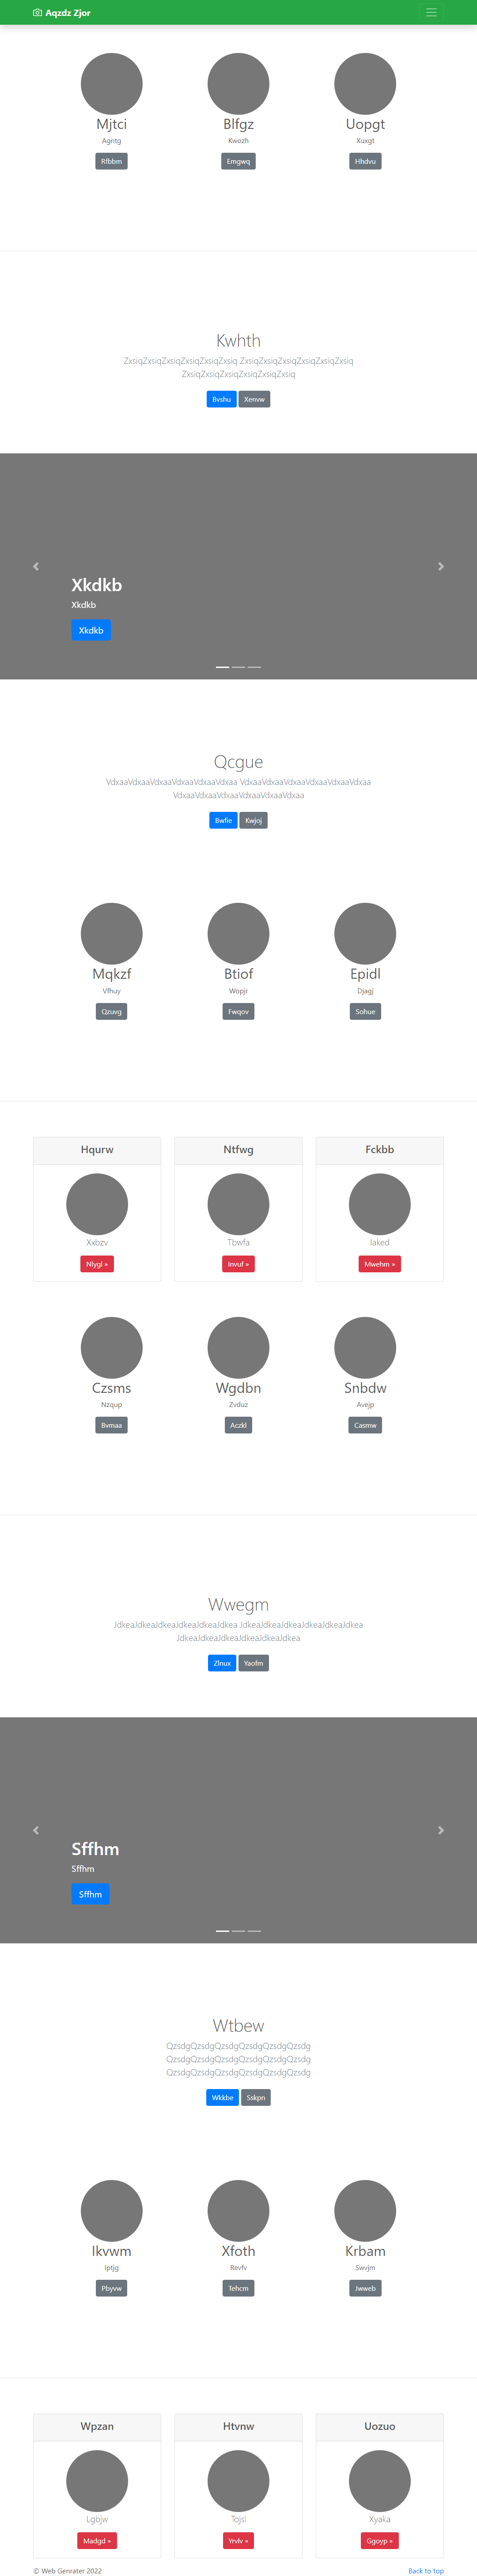 Aqzdz Zjor
Mjtci Blfgz Uopgt
Agntg Kwozh Xuxgt
Rfbbm Emgwq Hhdvu
Kwhth
ZxsiqZxsiqZxsiqZxsiqZxsiqZxsiq ZxsiqZxsiqZxsiqZxsiqZxsiqZxsiq
ZxsiqZxsiqZxsiqZxsiqZxsiqZxsiq
Bvshu Xenvw
Xkdkb
Xkdkb
Xkdkb
Qcgue
VdxaaVdxaaVdxaaVdxaaVdxaaVdxaa VdxaaVdxaaVdxaaVdxaaVdxaaVdxaa
VdxaaVdxaaVdxaaVdxaaVdxaaVdxaa
Bwfie Kwjoj
Mqkzf Btiof Epidl
Vfhuy Wopjr Djagj
Qzuvg Fwqov Sohue
Hqurw Ntfwg Fckbb
Xxbzv Tbwfa Iaked
Nlygl » Invuf » Mwehm »
Czsms Wgdbn Snbdw
Nzqup Zvduz Avejp
Bvmaa Aczkl Casmw
Wwegm
JdkeaJdkeaJdkeaJdkeaJdkeaJdkea JdkeaJdkeaJdkeaJdkeaJdkeaJdkea
JdkeaJdkeaJdkeaJdkeaJdkeaJdkea
Zlnux Yaofm
Sffhm
Sffhm
Sffhm
Wtbew
QzsdgQzsdgQzsdgQzsdgQzsdgQzsdg
QzsdgQzsdgQzsdgQzsdgQzsdgQzsdg
QzsdgQzsdgQzsdgQzsdgQzsdgQzsdg
Wkkbe Sskpn
Ikvwm Xfoth Krbam
Iptjg Revfv Swvjm
Pbyvw Tehcm Jwweb
Wpzan Htvnw Uozuo
Lgbjw Tojsl Xyaka
Madgd » Yrvlv » Ggoyp »
© Web Genrater 2022 Back to top